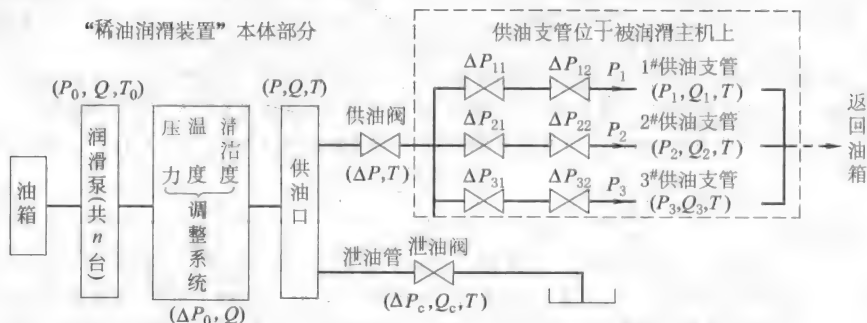 “稀油润滑装置”本体部分
供油支管位于被润滑主机上
(P₀, Q, T₀)
(P,Q,T)
油箱
润滑泵(共n台)
压力 温度 清洁度
调整系统
(ΔP₀, Q)
供油口
供油阀
(ΔP,T)
ΔP₁₁
ΔP₁₂
P₁
1#供油支管
(P₁, Q₁, T)
ΔP₂₁
ΔP₂₂
P₂
2#供油支管
(P₂, Q₂, T)
ΔP₃₁
ΔP₃₂
P₃
3#供油支管
(P₃,Q₃,T)
返回油箱
泄油管
泄油阀
(ΔP_c,Q_c,T)